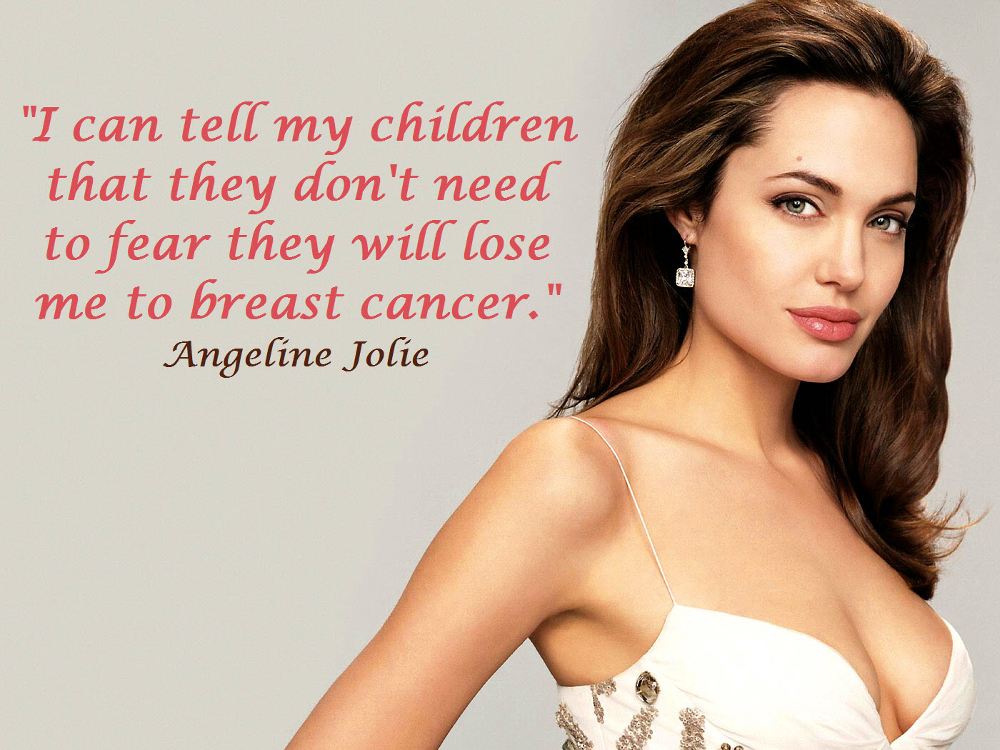 "I can tell my children
that they don't need
to fear they will lose
me to breast cancer."
Angeline Jolie